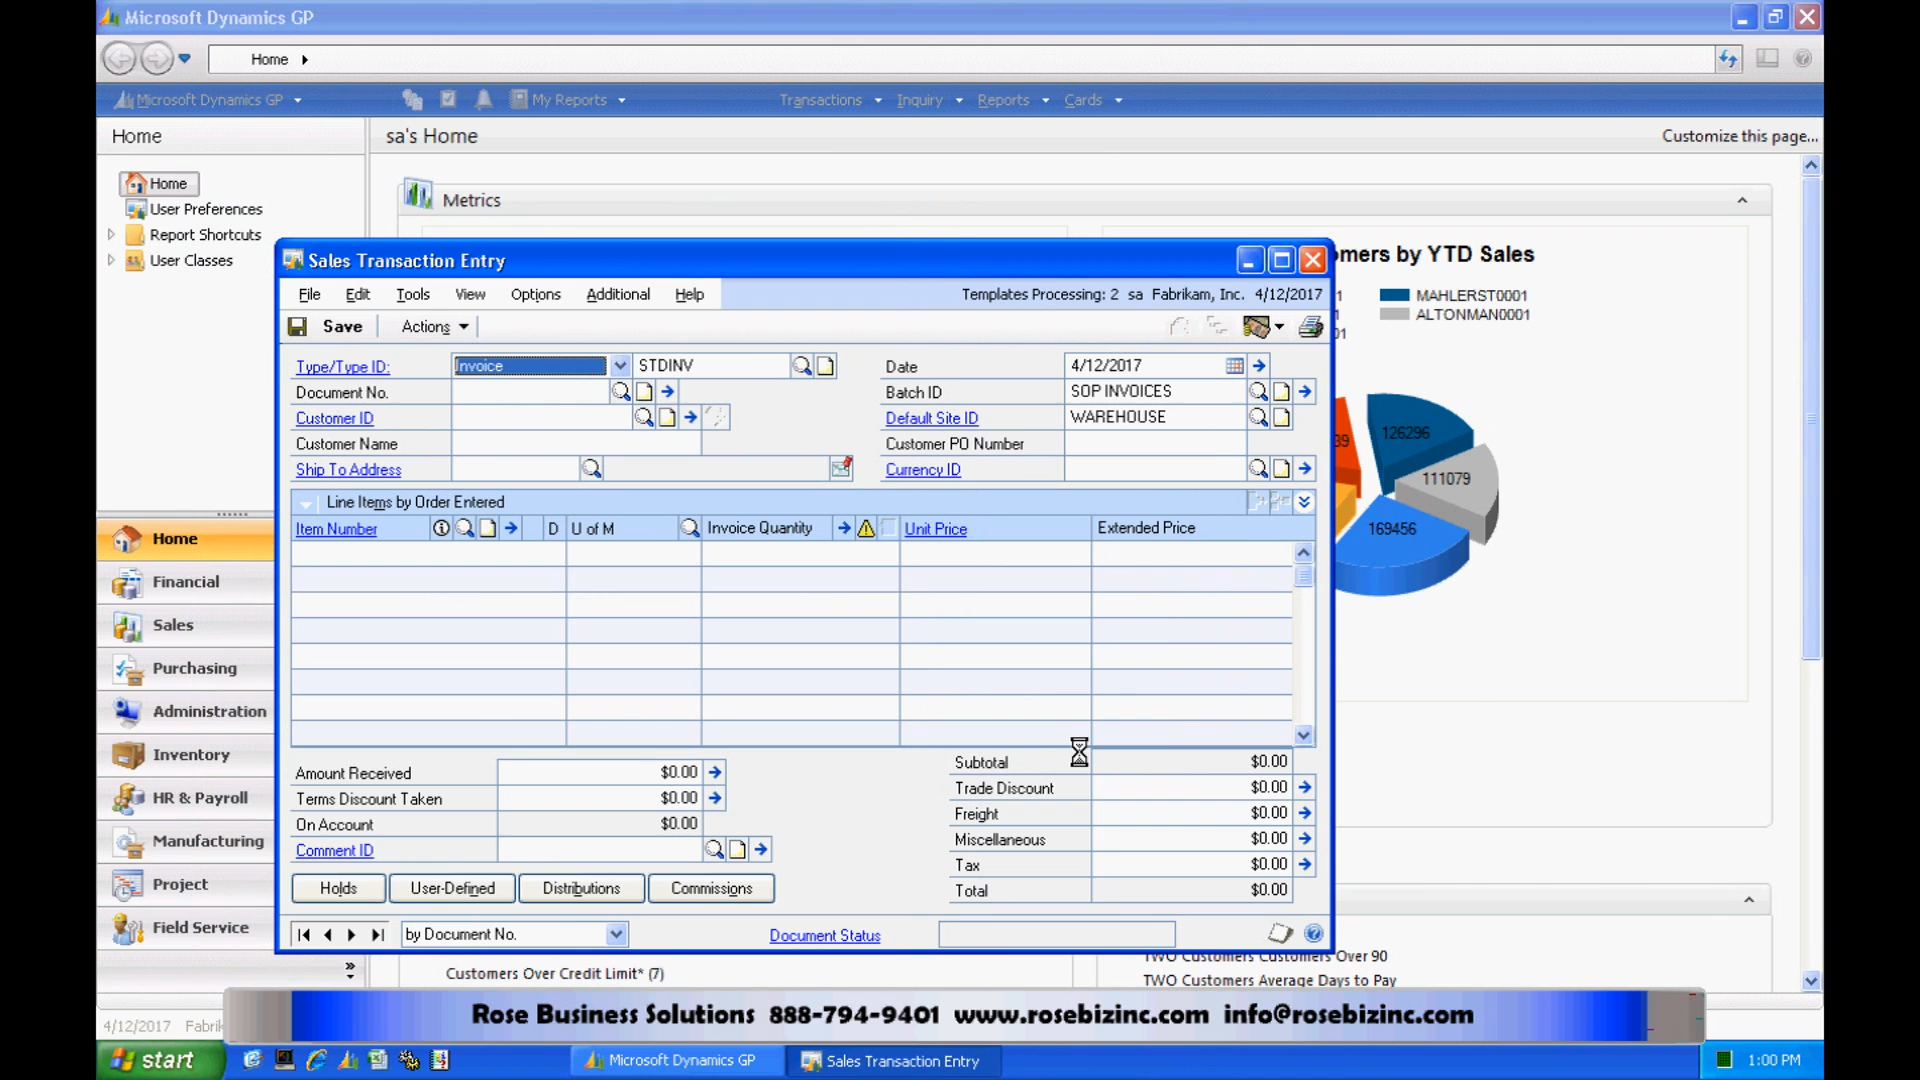 Microsoft Dynamics GP
Home
Microsoft Dynamics GP My Reports Transactions Inquiry Reports Cards
Home
sa's Home
Customize this page...
Home
User Preferences
Report Shortcuts
User Classes
Metrics
omers by YTD Sales
MAHLERST0001
ALTONMAN0001
126296
111079
169456
39
Sales Transaction Entry
File Edit Tools View Options Additional Help
Templates Processing: 2 sa Fabrikam, Inc. 4/12/2017
Save Actions
Type/Type ID: Invoice STDINV
Date 4/12/2017
Document No.
Batch ID SOP INVOICES
Customer ID
Default Site ID WAREHOUSE
Customer Name
Customer PO Number
Ship To Address
Currency ID
Line Items by Order Entered
Item Number D U of M Invoice Quantity Unit Price Extended Price
Amount Received $0.00
Terms Discount Taken $0.00
On Account $0.00
Comment ID
Subtotal $0.00
Trade Discount $0.00
Freight $0.00
Miscellaneous $0.00
Tax $0.00
Total $0.00
Holds User-Defined Distributions Commissions
by Document No.
Document Status
Home
Financial
Sales
Purchasing
Administration
Inventory
HR & Payroll
Manufacturing
Project
Field Service
Customers Over Credit Limit* (7)
TWO Customers Customers Over 90
TWO Customers Average Days to Pay
4/12/2017 Fabrik
Rose Business Solutions 888-794-9401 www.rosebizinc.com info@rosebizinc.com
start
Microsoft Dynamics GP
Sales Transaction Entry
1:00 PM